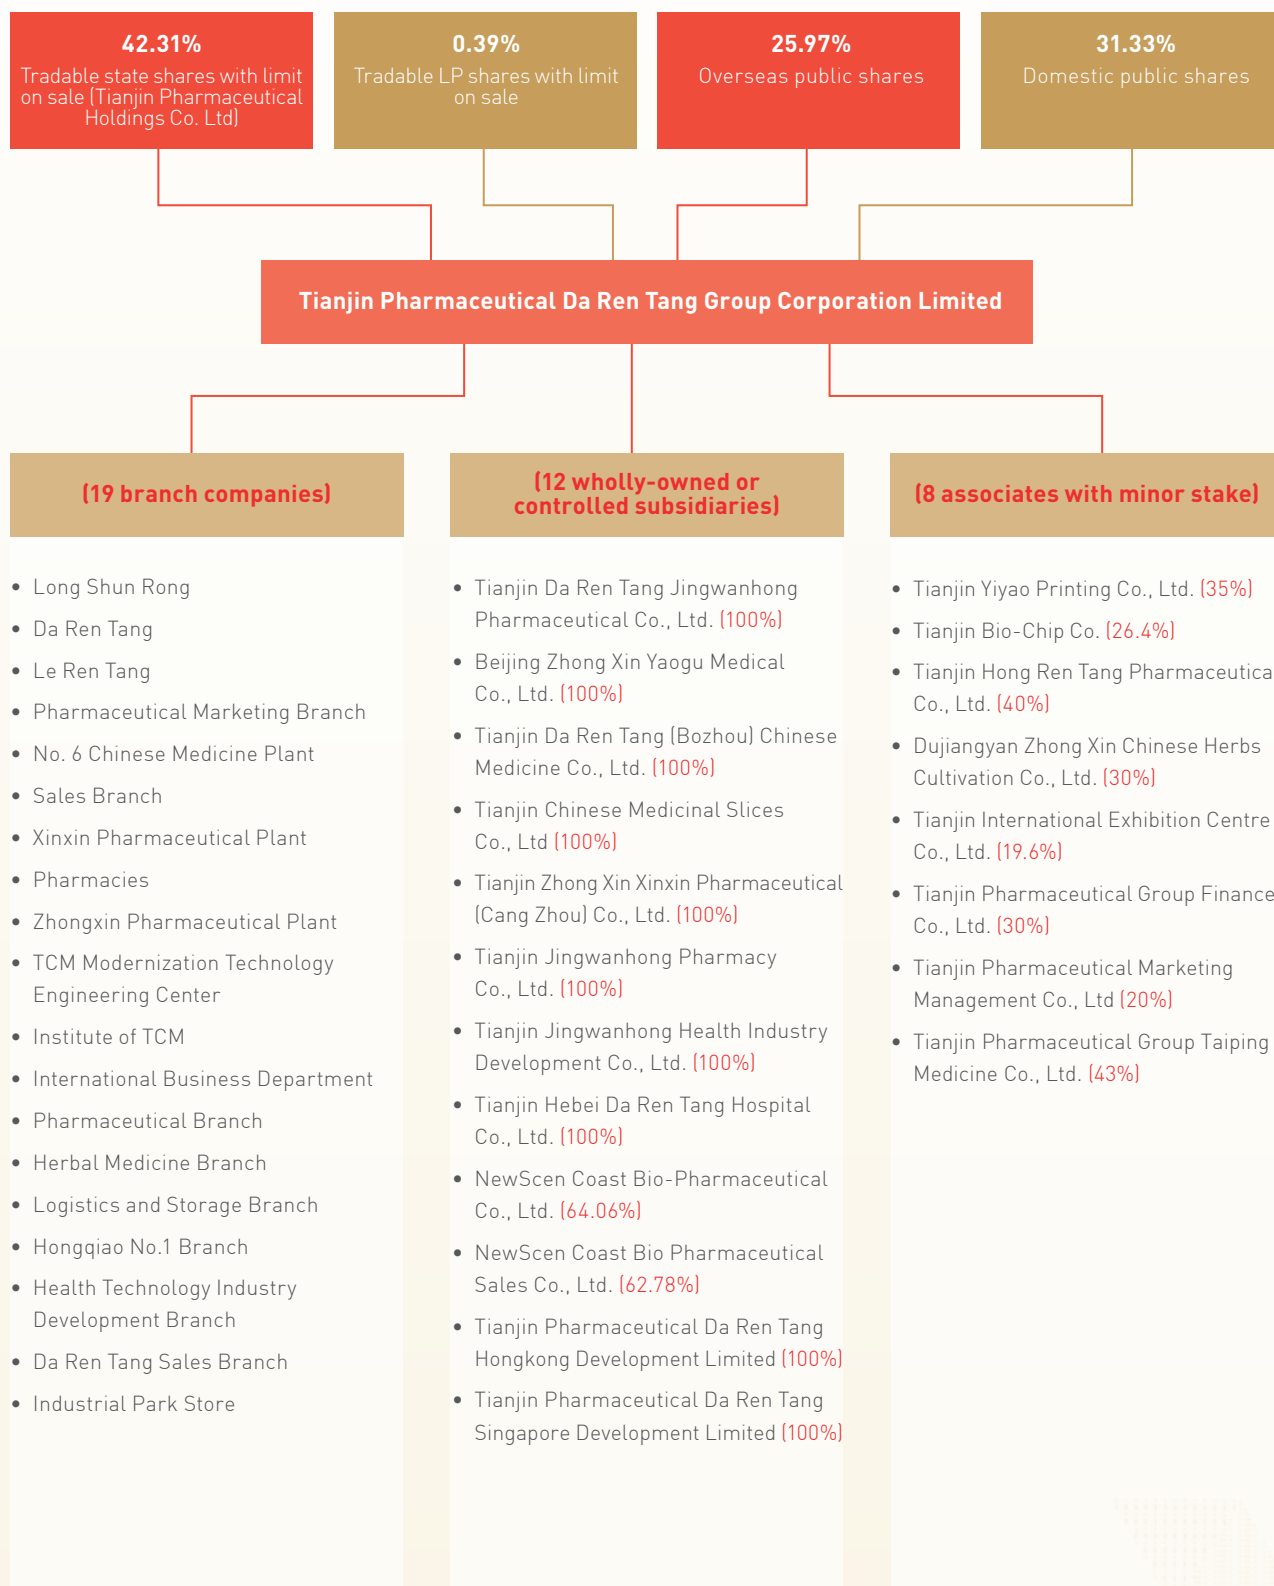 42.31%
Tradable state shares with limit
on sale (Tianjin Pharmaceutical
Holdings Co. Ltd)
0.39%
Tradable LP shares with limit
on sale
25.97%
Overseas public shares
31.33%
Domestic public shares
Tianjin Pharmaceutical Da Ren Tang Group Corporation Limited
(19 branch companies)
• Long Shun Rong
• Da Ren Tang
• Le Ren Tang
• Pharmaceutical Marketing Branch
• No. 6 Chinese Medicine Plant
• Sales Branch
• Xinxin Pharmaceutical Plant
• Pharmacies
• Zhongxin Pharmaceutical Plant
• TCM Modernization Technology
Engineering Center
• Institute of TCM
• International Business Department
• Pharmaceutical Branch
• Herbal Medicine Branch
• Logistics and Storage Branch
• Hongqiao No.1 Branch
• Health Technology Industry
Development Branch
• Da Ren Tang Sales Branch
• Industrial Park Store
(12 wholly-owned or
controlled subsidiaries)
• Tianjin Da Ren Tang Jingwanhong
Pharmaceutical Co., Ltd. (100%)
• Beijing Zhong Xin Yaogu Medical
Co., Ltd. (100%)
• Tianjin Da Ren Tang (Bozhou) Chinese
Medicine Co., Ltd. (100%)
• Tianjin Chinese Medicinal Slices
Co., Ltd (100%)
• Tianjin Zhong Xin Xinxin Pharmaceutical
(Cang Zhou) Co., Ltd. (100%)
• Tianjin Jingwanhong Pharmacy
Co., Ltd. (100%)
• Tianjin Jingwanhong Health Industry
Development Co., Ltd. (100%)
• Tianjin Hebei Da Ren Tang Hospital
Co., Ltd. (100%)
• NewScen Coast Bio-Pharmaceutical
Co., Ltd. (64.06%)
• NewScen Coast Bio Pharmaceutical
Sales Co., Ltd. (62.78%)
• Tianjin Pharmaceutical Da Ren Tang
Hongkong Development Limited (100%)
• Tianjin Pharmaceutical Da Ren Tang
Singapore Development Limited (100%)
(8 associates with minor stake)
• Tianjin Yiyao Printing Co., Ltd. (35%)
• Tianjin Bio-Chip Co. (26.4%)
• Tianjin Hong Ren Tang Pharmaceutica
Co., Ltd. (40%)
• Dujiangyan Zhong Xin Chinese Herbs
Cultivation Co., Ltd. (30%)
• Tianjin International Exhibition Centre
Co., Ltd. (19.6%)
• Tianjin Pharmaceutical Group Finance
Co., Ltd. (30%)
• Tianjin Pharmaceutical Marketing
Management Co., Ltd (20%)
• Tianjin Pharmaceutical Group Taiping
Medicine Co., Ltd. (43%)